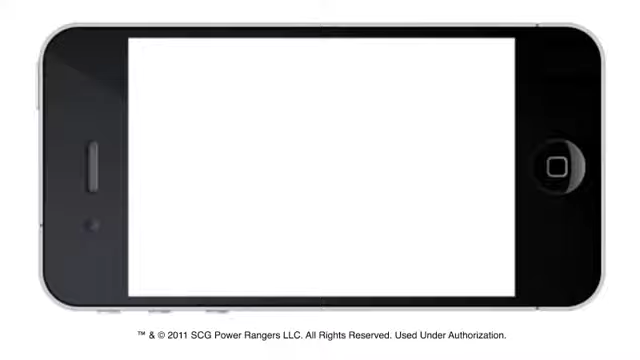 ™ & © 2011 SCG Power Rangers LLC. All Rights Reserved. Used Under Authorization.